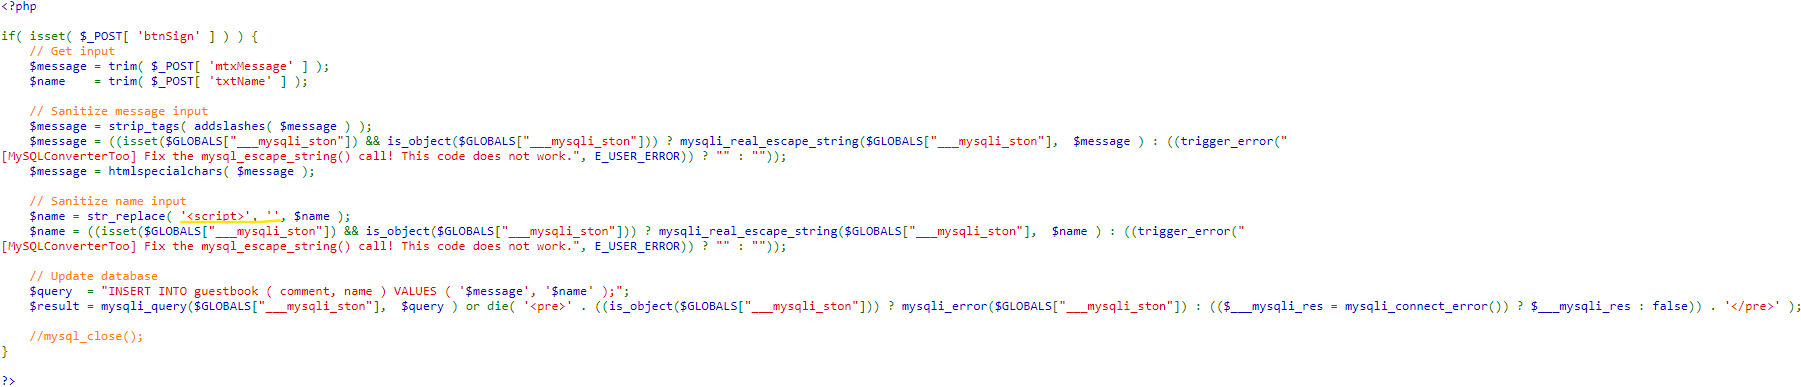 <?php
if( isset( $_POST[ 'btnSign' ] ) ) {
// Get input
$message = trim( $_POST[ 'mtxMessage' ] );
$name    = trim( $_POST[ 'txtName' ] );
// Sanitize message input
$message = strip_tags( addslashes( $message ) );
$message = ((isset($GLOBALS["___mysqli_ston"]) && is_object($GLOBALS["___mysqli_ston"])) ? mysqli_real_escape_string($GLOBALS["___mysqli_ston"],  $message ) : ((trigger_error("
[MySQLConverterToo] Fix the mysql_escape_string() call! This code does not work.", E_USER_ERROR)) ? "" : ""));
$message = htmlspecialchars( $message );
// Sanitize name input
$name = str_replace( '<script>', '', $name );
$name = ((isset($GLOBALS["___mysqli_ston"]) && is_object($GLOBALS["___mysqli_ston"])) ? mysqli_real_escape_string($GLOBALS["___mysqli_ston"],  $name ) : ((trigger_error("
[MySQLConverterToo] Fix the mysql_escape_string() call! This code does not work.", E_USER_ERROR)) ? "" : ""));
// Update database
$query  = "INSERT INTO guestbook ( comment, name ) VALUES ( '$message', '$name' );";
$result = mysqli_query($GLOBALS["___mysqli_ston"],  $query ) or die( '<pre>' . ((is_object($GLOBALS["___mysqli_ston"])) ? mysqli_error($GLOBALS["___mysqli_ston"]) : (($___mysqli_res = mysqli_connect_error()) ? $___mysqli_res : false)) . '</pre>' );
//mysql_close();
}
?>